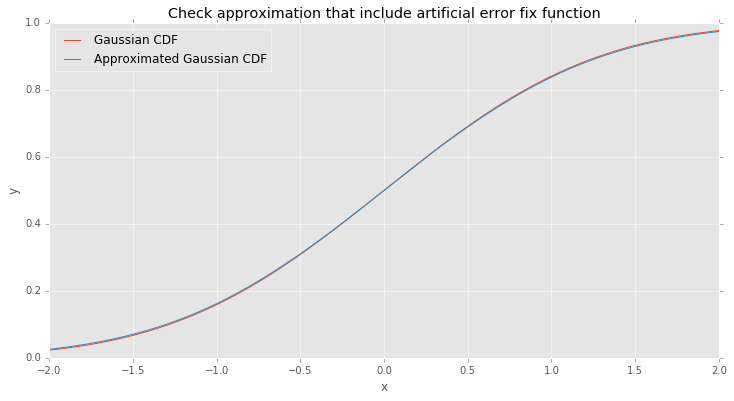 Check approximation that include artificial error fix function
Gaussian CDF
Approximated Gaussian CDF
1.0
0.8
0.6
0.4
0.2
0.0
y
−2.0 −1.5 −1.0 −0.5 0.0 0.5 1.0 1.5 2.0
x